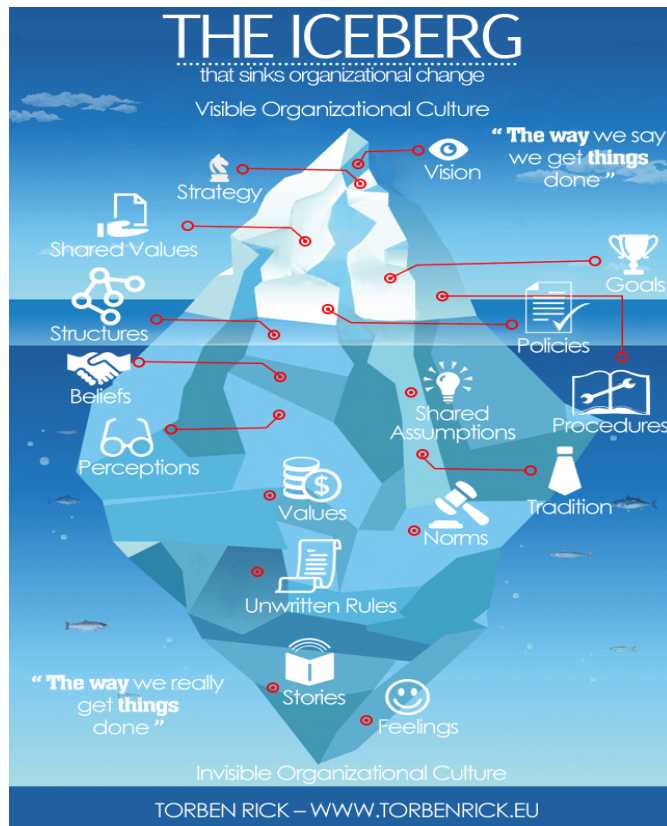 THE ICEBERG
that sinks organizational change
Visible Organizational Culture
" The way we say
we get things
done "
Vision
Strategy
Shared Values
Goals
Structures
Policies
Beliefs
Shared
Assumptions
Procedures
Perceptions
Values
Norms
Tradition
Unwritten Rules
" The way we really
get things
done "
Stories
Feelings
Invisible Organizational Culture
TORBEN RICK – WWW.TORBENRICK.EU